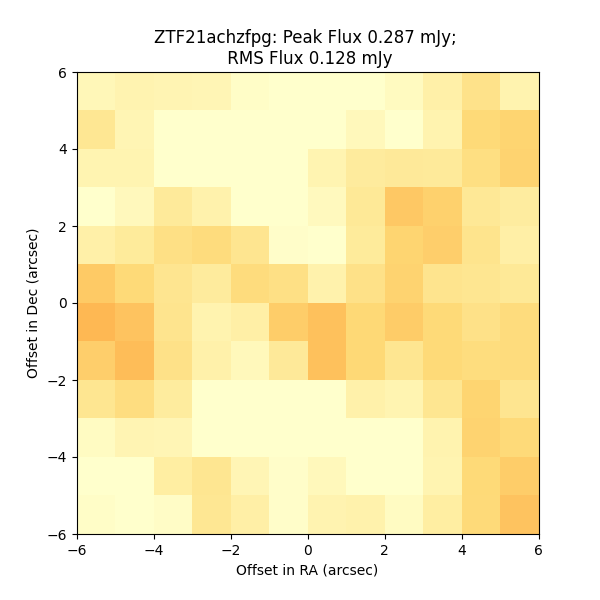 ZTF21achzfpg: Peak Flux 0.287 mJy;
RMS Flux 0.128 mJy
6
4
2
0
−2
−4
−6
Offset in Dec (arcsec)
−6 −4 −2 0 2 4 6
Offset in RA (arcsec)